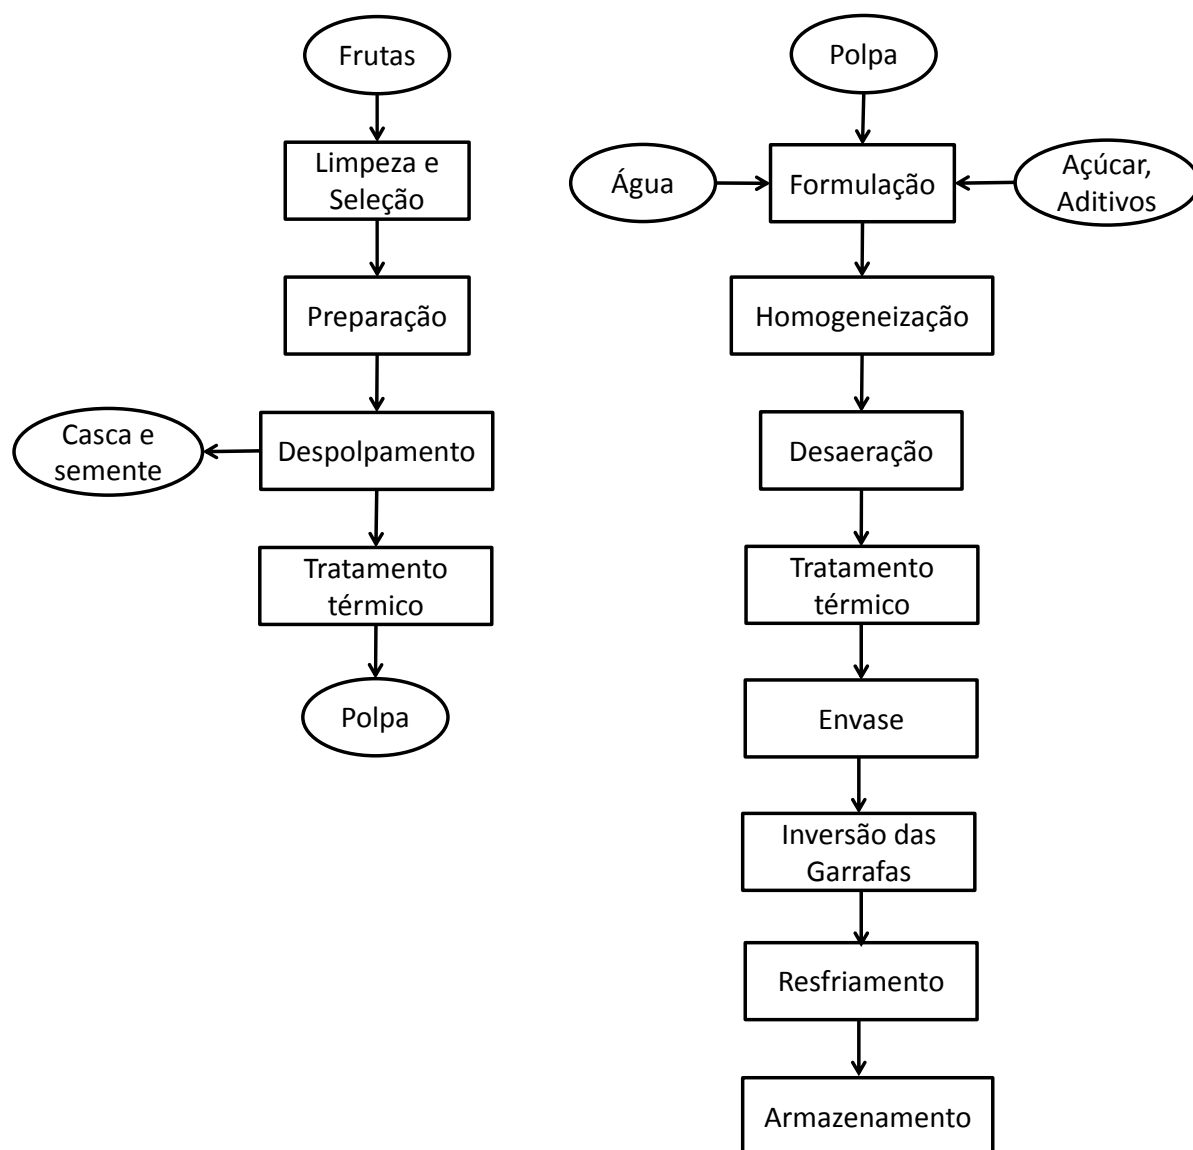 Frutas
Limpeza e
Seleção
Preparação
Casca e
semente
Despolpamento
Tratamento
térmico
Polpa
Polpa
Água
Formulação
Açúcar,
Aditivos
Homogeneização
Desaeração
Tratamento
térmico
Envase
Inversão das
Garrafas
Resfriamento
Armazenamento